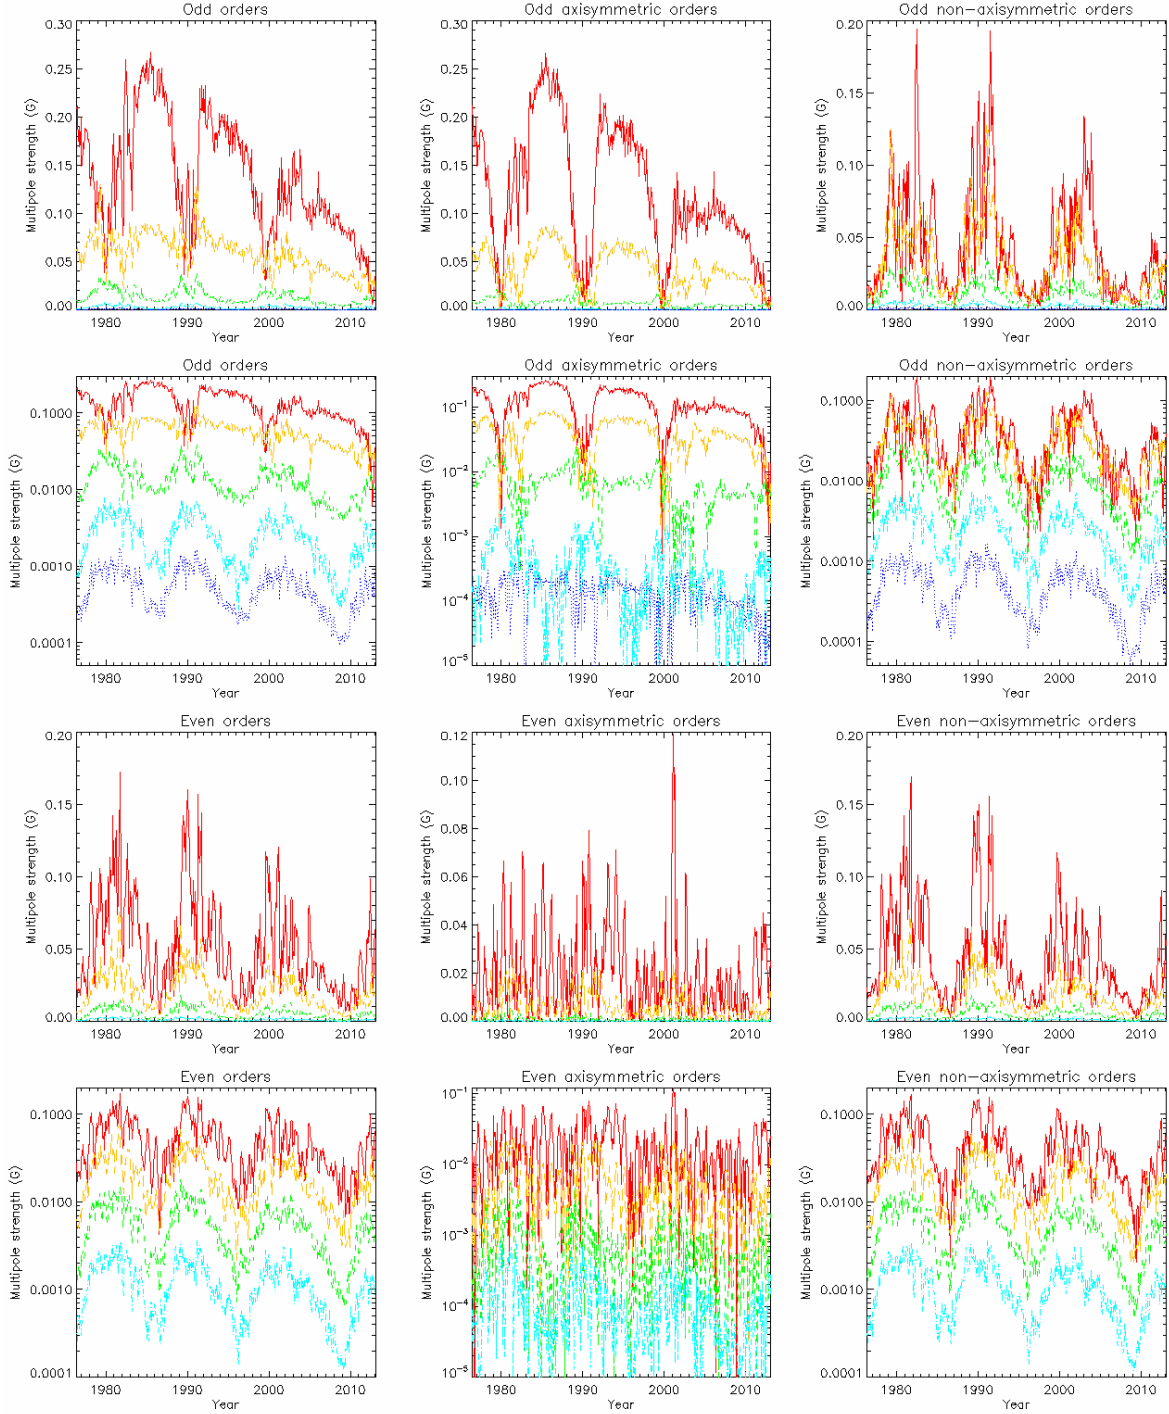 Odd orders
Odd axisymmetric orders
Odd non-axisymmetric orders
Multipole strength (G)
0.30
0.25
0.20
0.15
0.10
0.05
0.00
1980 1990 2000 2010
Year
Multipole strength (G)
0.30
0.25
0.20
0.15
0.10
0.05
0.00
1980 1990 2000 2010
Year
Multipole strength (G)
0.20
0.15
0.10
0.05
0.00
1980 1990 2000 2010
Year
Odd orders
Odd axisymmetric orders
Odd non-axisymmetric orders
Multipole strength (G)
0.1000
0.0100
0.0010
0.0001
1980 1990 2000 2010
Year
Multipole strength (G)
10⁻¹
10⁻²
10⁻³
10⁻⁴
10⁻⁵
1980 1990 2000 2010
Year
Multipole strength (G)
0.1000
0.0100
0.0010
0.0001
1980 1990 2000 2010
Year
Even orders
Even axisymmetric orders
Even non-axisymmetric orders
Multipole strength (G)
0.20
0.15
0.10
0.05
0.00
1980 1990 2000 2010
Year
Multipole strength (G)
0.12
0.10
0.08
0.06
0.04
0.02
0.00
1980 1990 2000 2010
Year
Multipole strength (G)
0.20
0.15
0.10
0.05
0.00
1980 1990 2000 2010
Year
Even orders
Even axisymmetric orders
Even non-axisymmetric orders
Multipole strength (G)
0.1000
0.0100
0.0010
0.0001
1980 1990 2000 2010
Year
Multipole strength (G)
10⁻¹
10⁻²
10⁻³
10⁻⁴
10⁻⁵
1980 1990 2000 2010
Year
Multipole strength (G)
0.1000
0.0100
0.0010
0.0001
1980 1990 2000 2010
Year